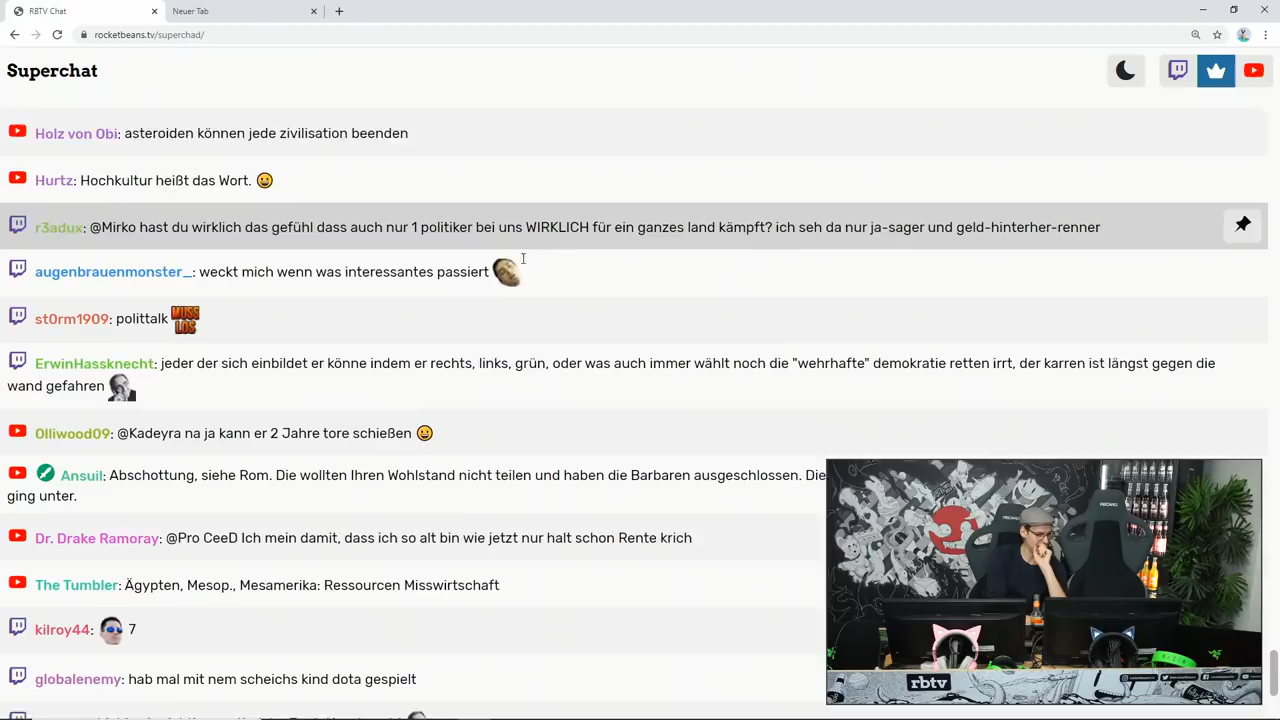 RBTV Chat
Neuer Tab
rocketbeans.tv/superchad/
Superchat
Holz von Obi: asteroiden können jede zivilisation beenden
Hurtz: Hochkultur heißt das Wort.
r3adux: @Mirko hast du wirklich das gefühl dass auch nur 1 politiker bei uns WIRKLICH für ein ganzes land kämpft? ich seh da nur ja-sager und geld-hinterher-renner
augenbrauenmonster_: weckt mich wenn was interessantes passiert
st0rm1909: polittalk MUSS LOS
ErwinHassknecht: jeder der sich einbildet er könne indem er rechts, links, grün, oder was auch immer wählt noch die "wehrhafte" demokratie retten irrt, der karren ist längst gegen die
wand gefahren
Olliwood09: @Kadeyra na ja kann er 2 Jahre tore schießen
Ansuil: Abschottung, siehe Rom. Die wollten Ihren Wohlstand nicht teilen und haben die Barbaren ausgeschlossen. Die
ging unter.
Dr. Drake Ramoray: @Pro CeeD Ich mein damit, dass ich so alt bin wie jetzt nur halt schon Rente krich
The Tumbler: Ägypten, Mesop., Mesamerika: Ressourcen Misswirtschaft
kilroy44: 7
globalenemy: hab mal mit nem scheichs kind dota gespielt
RECARO
RECARO
rbtv